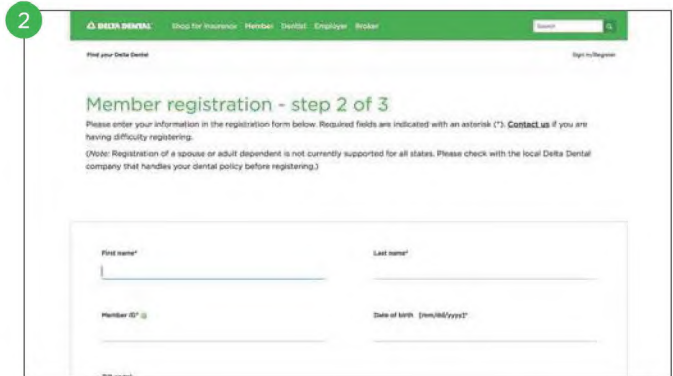 2
DELTA DENTAL Shop for Insurance Member Dentist Employer Broker Search
Find your Delta Dental Sign in/Register
Member registration - step 2 of 3
Please enter your information in the registration form below. Required fields are indicated with an asterisk (*). Contact us if you are
having difficulty registering.
(Note: Registration of a spouse or adult dependent is not currently supported for all states. Please check with the local Delta Dental
company that handles your dental policy before registering.)
First name* Last name*
Member ID* Date of birth [mm/dd/yyyy]*